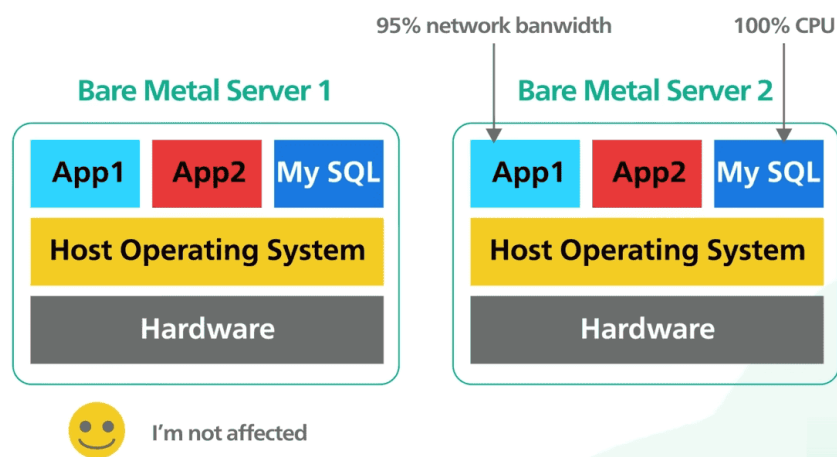 95% network banwidth
100% CPU
Bare Metal Server 1
Bare Metal Server 2
App1
App2
My SQL
App1
App2
My SQL
Host Operating System
Host Operating System
Hardware
Hardware
I'm not affected